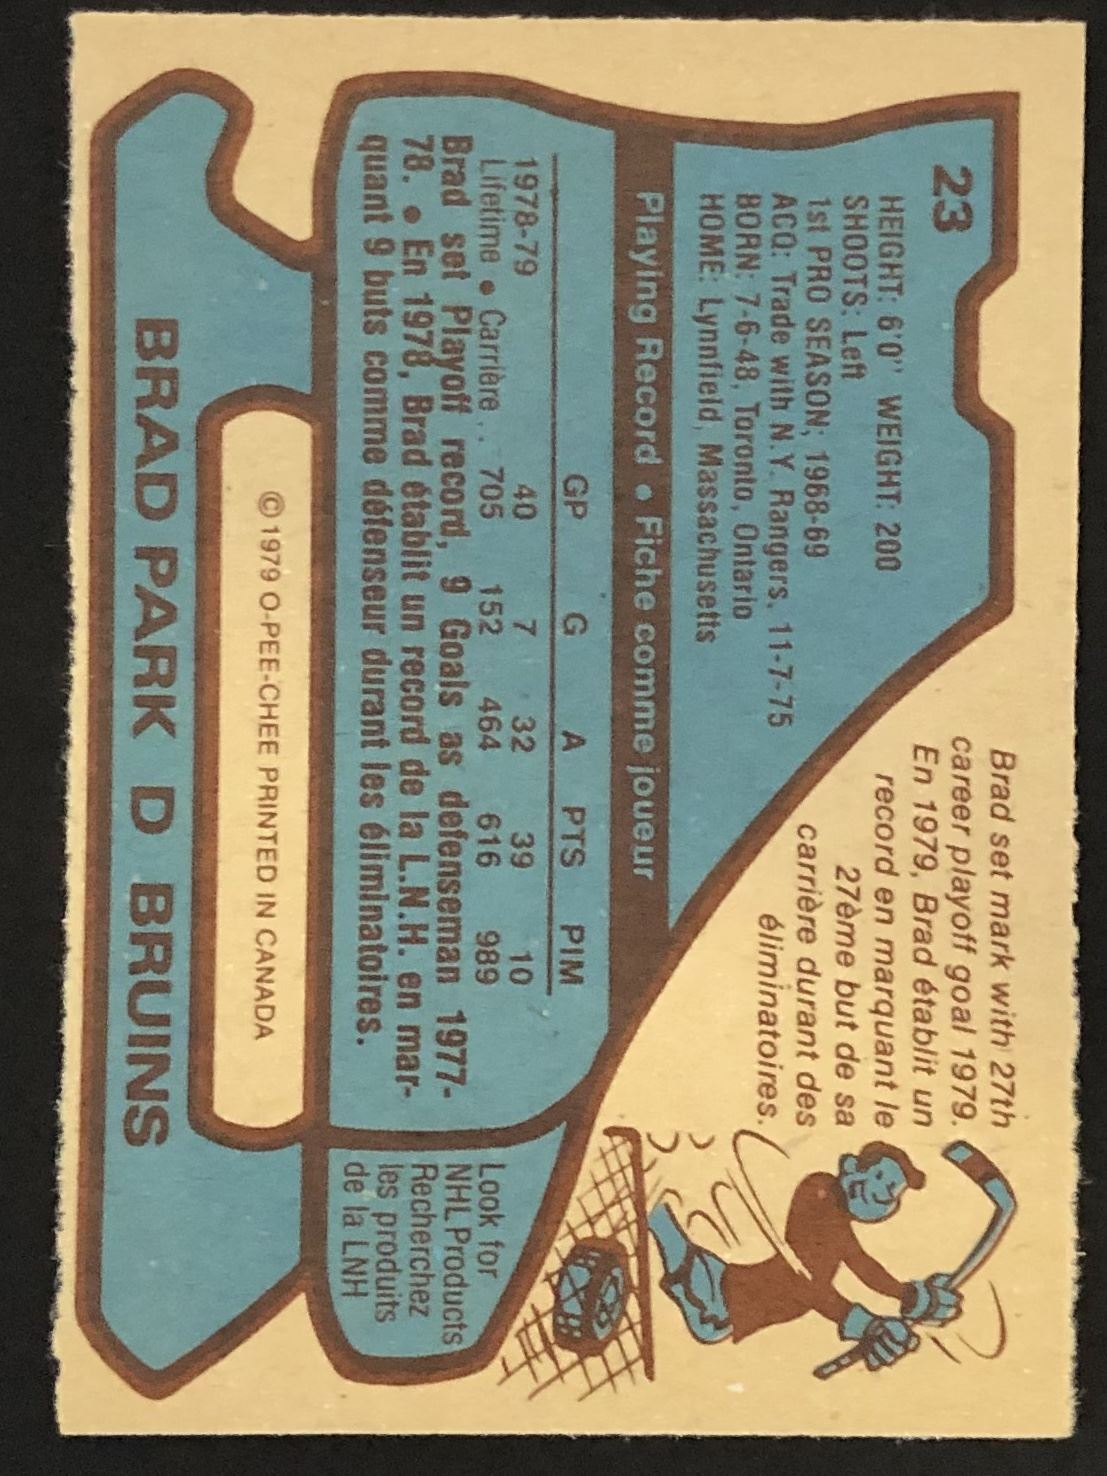 23
HEIGHT: 6'0" WEIGHT: 200
SHOOTS: Left
1st PRO SEASON; 1968-69
ACQ: Trade with N.Y. Rangers, 11-7-75
BORN: 7-6-48, Toronto, Ontario
HOME: Lynnfield, Massachusetts
Brad set mark with 27th
career playoff goal 1979.
En 1979, Brad établit un
record en marquant le
27ème but de sa
carrière durant des
éliminatoires.
Playing Record • Fiche comme joueur
GP G A PTS PIM
1978-79 40 7 32 39 10
Lifetime • Carrière . . 705 152 464 616 989
Brad set Playoff record, 9 Goals as defenseman 1977-
78. • En 1978, Brad établit un record de la L.N.H. en mar-
quant 9 buts comme défenseur durant les éliminatoires.
Look for
NHL Products
Recherchez
les produits
de la LNH
©1979 O-PEE-CHEE PRINTED IN CANADA
BRAD PARK D BRUINS